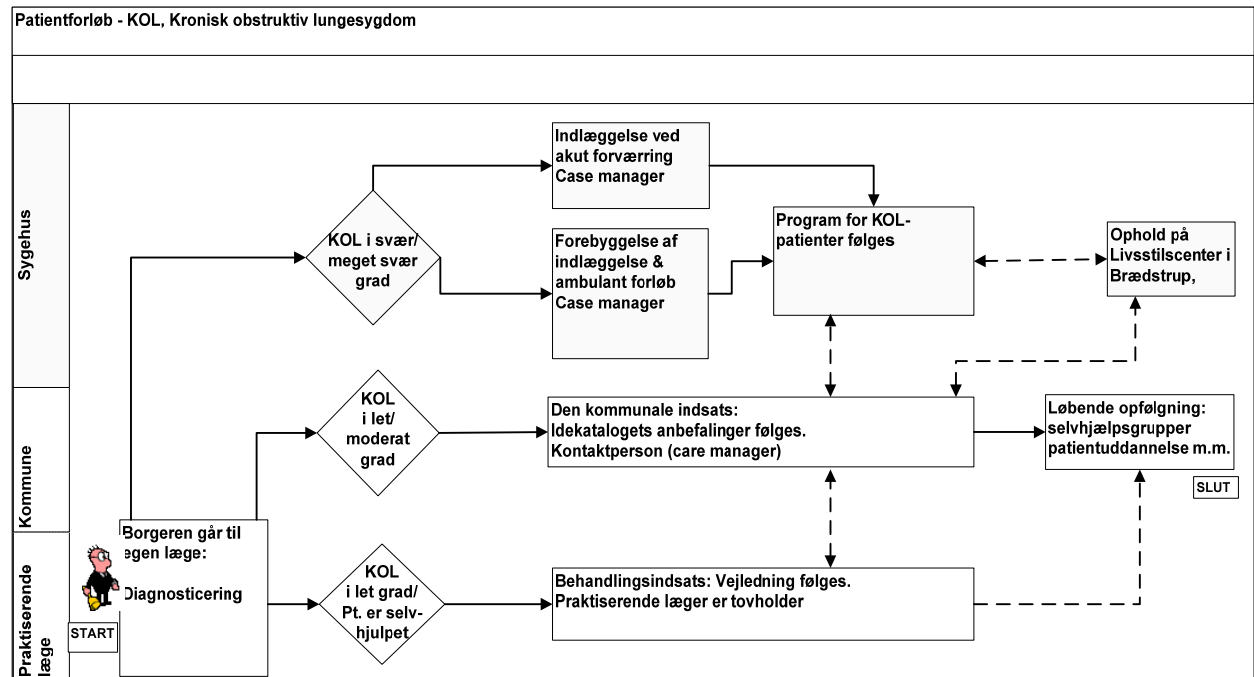 Patientforløb - KOL, Kronisk obstruktiv lungesygdom
Sygehus
Indlæggelse ved
akut forværring
Case manager
KOL i svær/
meget svær
grad
Forebyggelse af
indlæggelse &
ambulant forløb
Case manager
Program for KOL-
patienter følges
Ophold på
Livsstilscenter i
Brædstrup,
Kommune
KOL
i let/
moderat
grad
Den kommunale indsats:
Idekatalogets anbefalinger følges.
Kontaktperson (care manager)
Løbende opfølgning:
selvhjælpsgrupper
patientuddannelse m.m.
SLUT
Praktiserende
læge
Borgeren går til
egen læge:
Diagnosticering
START
KOL
i let grad/
Pt. er selv-
hjulpet
Behandlingsindsats: Vejledning følges.
Praktiserende læger er tovholder